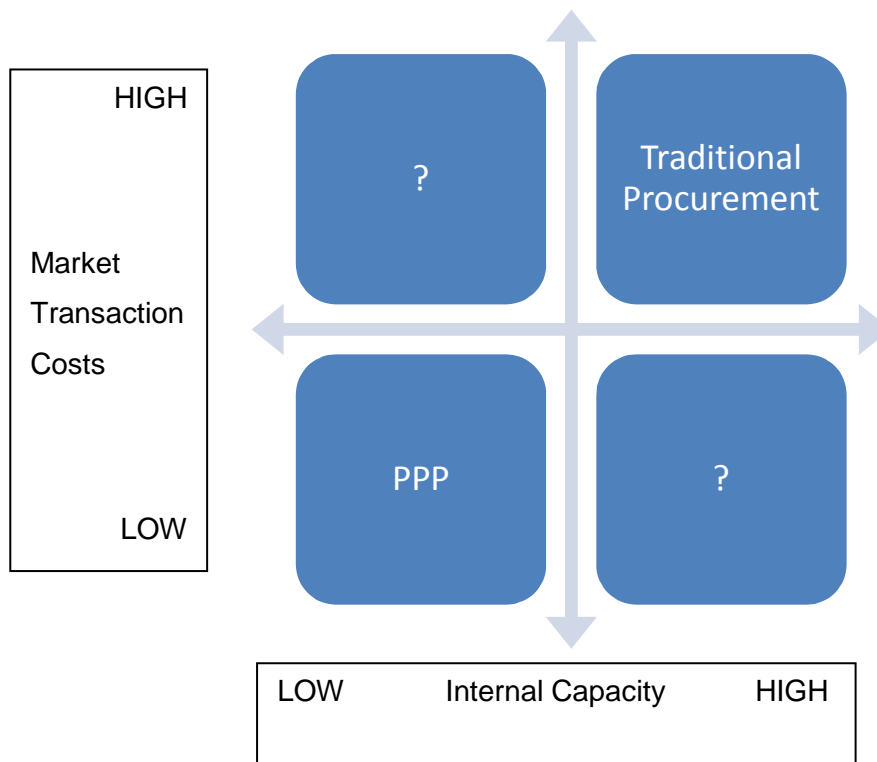 HIGH
?
Traditional
Procurement
Market
Transaction
Costs
PPP
?
LOW
LOW Internal Capacity HIGH